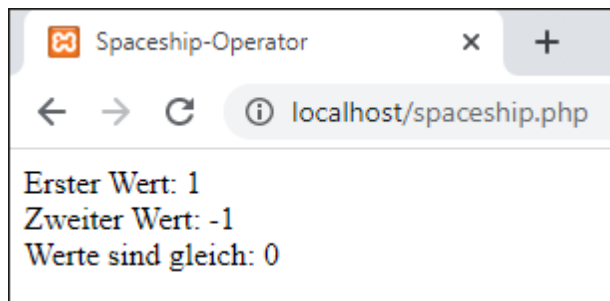 Spaceship-Operator
localhost/spaceship.php
Erster Wert: 1
Zweiter Wert: -1
Werte sind gleich: 0